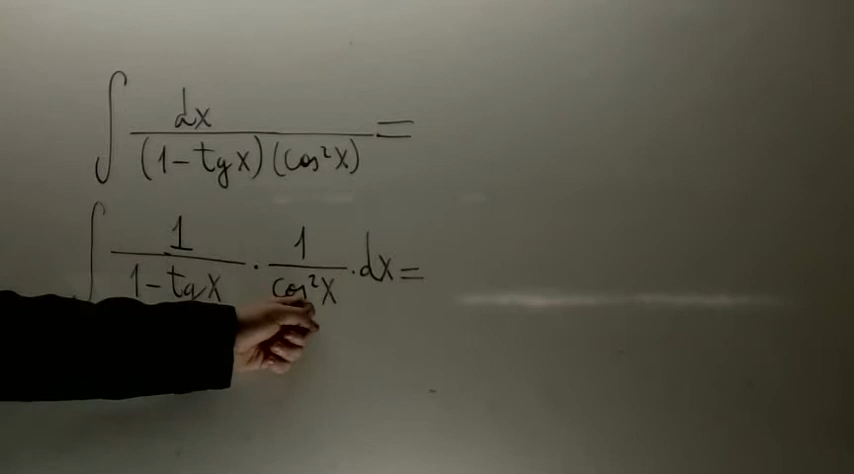 ∫ dx / (1 - tg x)(cos²x) =
∫ 1 / 1 - tg x · 1 / cos²x · dx =